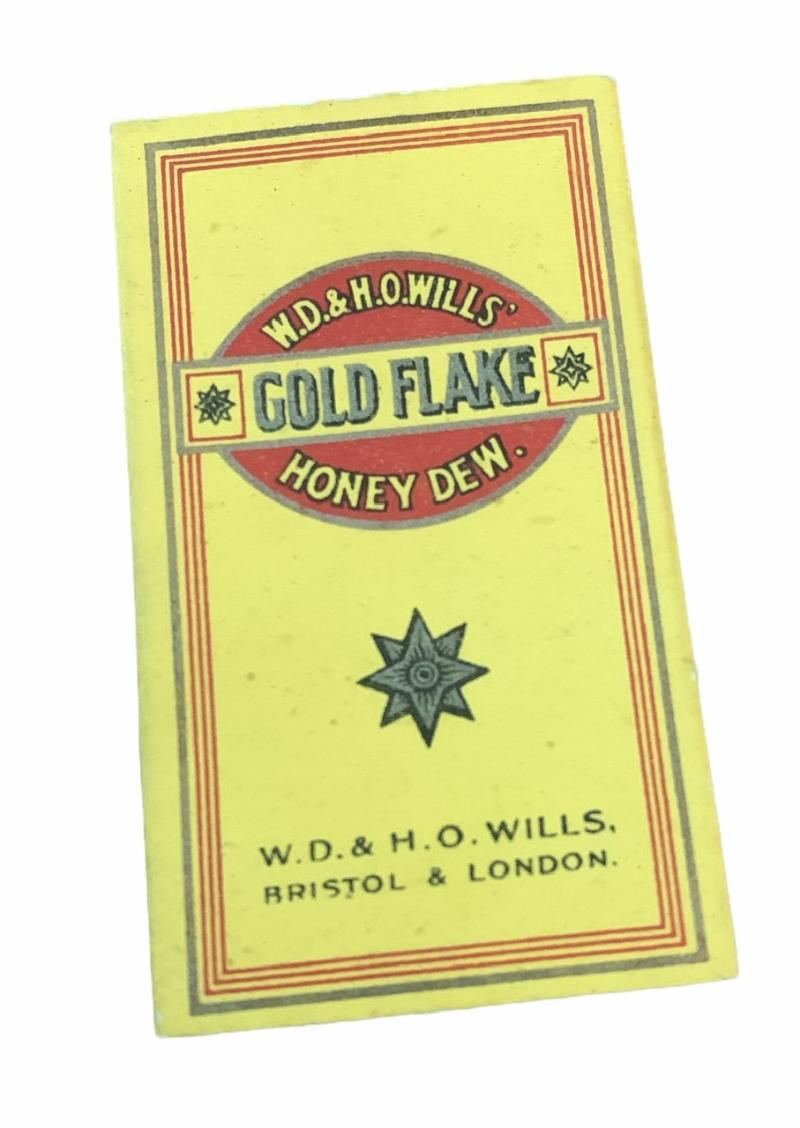 W.D.&H.O.WILLS'
GOLD FLAKE
HONEY DEW.
W.D.& H.O.WILLS,
BRISTOL & LONDON.